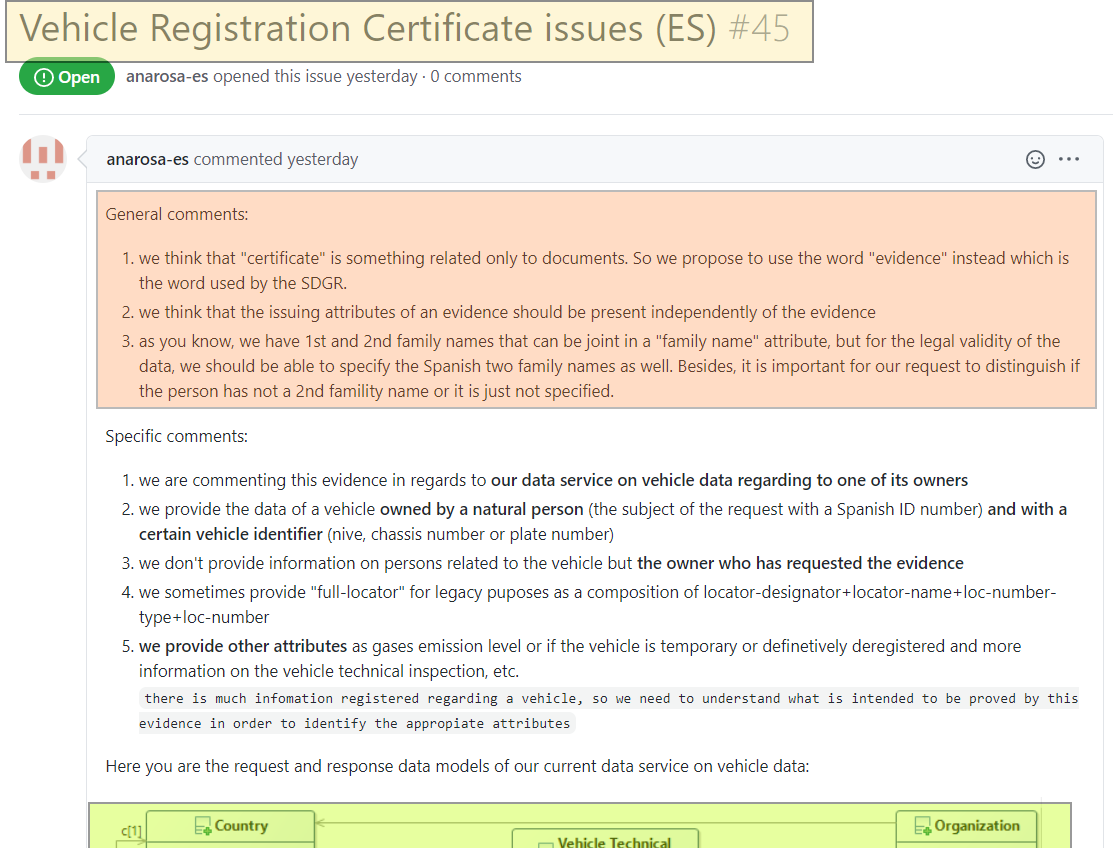 Vehicle Registration Certificate issues (ES) #45
Open anarosa-es opened this issue yesterday · 0 comments
anarosa-es commented yesterday
General comments:
1. we think that "certificate" is something related only to documents. So we propose to use the word "evidence" instead which is
the word used by the SDGR.
2. we think that the issuing attributes of an evidence should be present independently of the evidence
3. as you know, we have 1st and 2nd family names that can be joint in a "family name" attribute, but for the legal validity of the
data, we should be able to specify the Spanish two family names as well. Besides, it is important for our request to distinguish if
the person has not a 2nd famility name or it is just not specified.
Specific comments:
1. we are commenting this evidence in regards to our data service on vehicle data regarding to one of its owners
2. we provide the data of a vehicle owned by a natural person (the subject of the request with a Spanish ID number) and with a
certain vehicle identifier (nive, chassis number or plate number)
3. we don't provide information on persons related to the vehicle but the owner who has requested the evidence
4. we sometimes provide "full-locator" for legacy puposes as a composition of locator-designator+locator-name+loc-number-
type+loc-number
5. we provide other attributes as gases emission level or if the vehicle is temporary or definetively deregistered and more
information on the vehicle technical inspection, etc.
there is much infomation registered regarding a vehicle, so we need to understand what is intended to be proved by this
evidence in order to identify the appropiate attributes
Here you are the request and response data models of our current data service on vehicle data:
c[1] Country Organization
Vehicle Technical